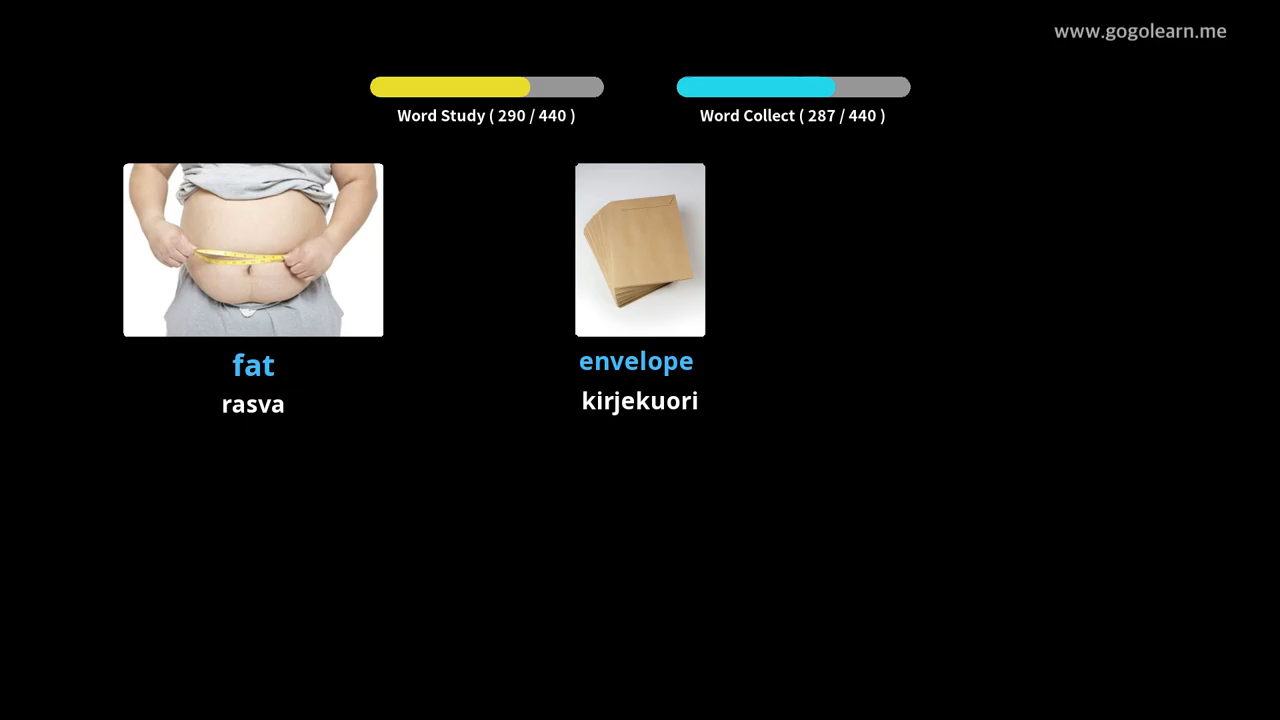 www.gogolearn.me
Word Study ( 290 / 440 )
Word Collect ( 287 / 440 )
fat
rasva
envelope
kirjekuori